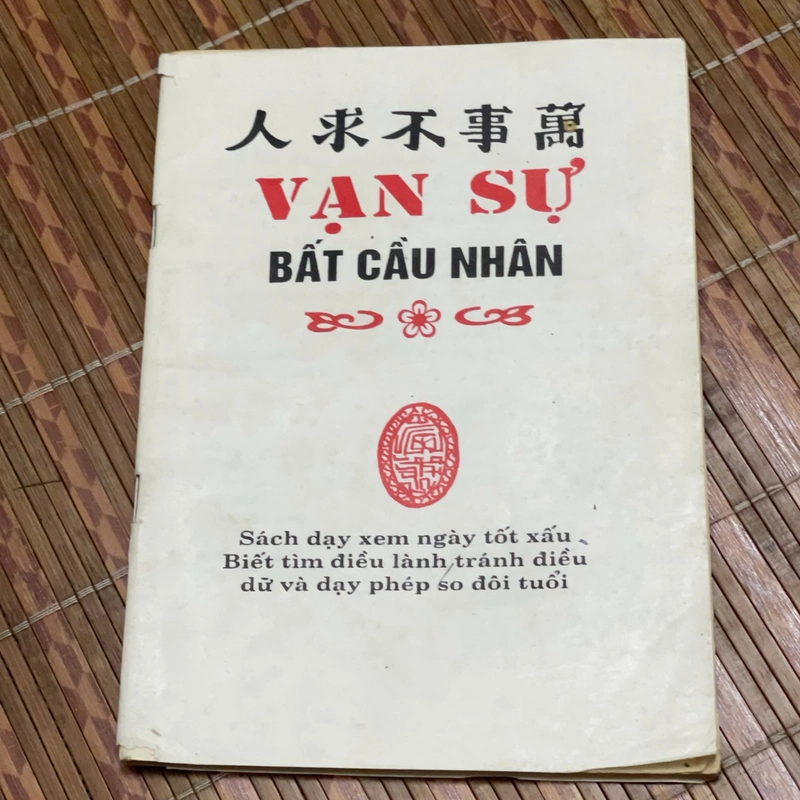 人求不事萬
VẠN SỰ
BẤT CẦU NHÂN
Sách dạy xem ngày tốt xấu
Biết tìm điều lành tránh điều
dữ và dạy phép so đôi tuổi